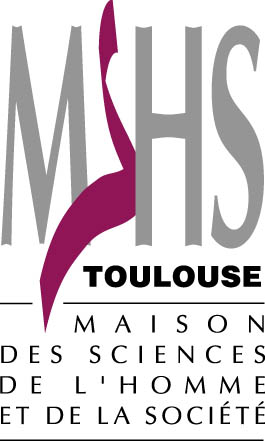 MSHS
TOULOUSE
MAISON
DES SCIENCES
DE L'HOMME
ET DE LA SOCIÉTÉ